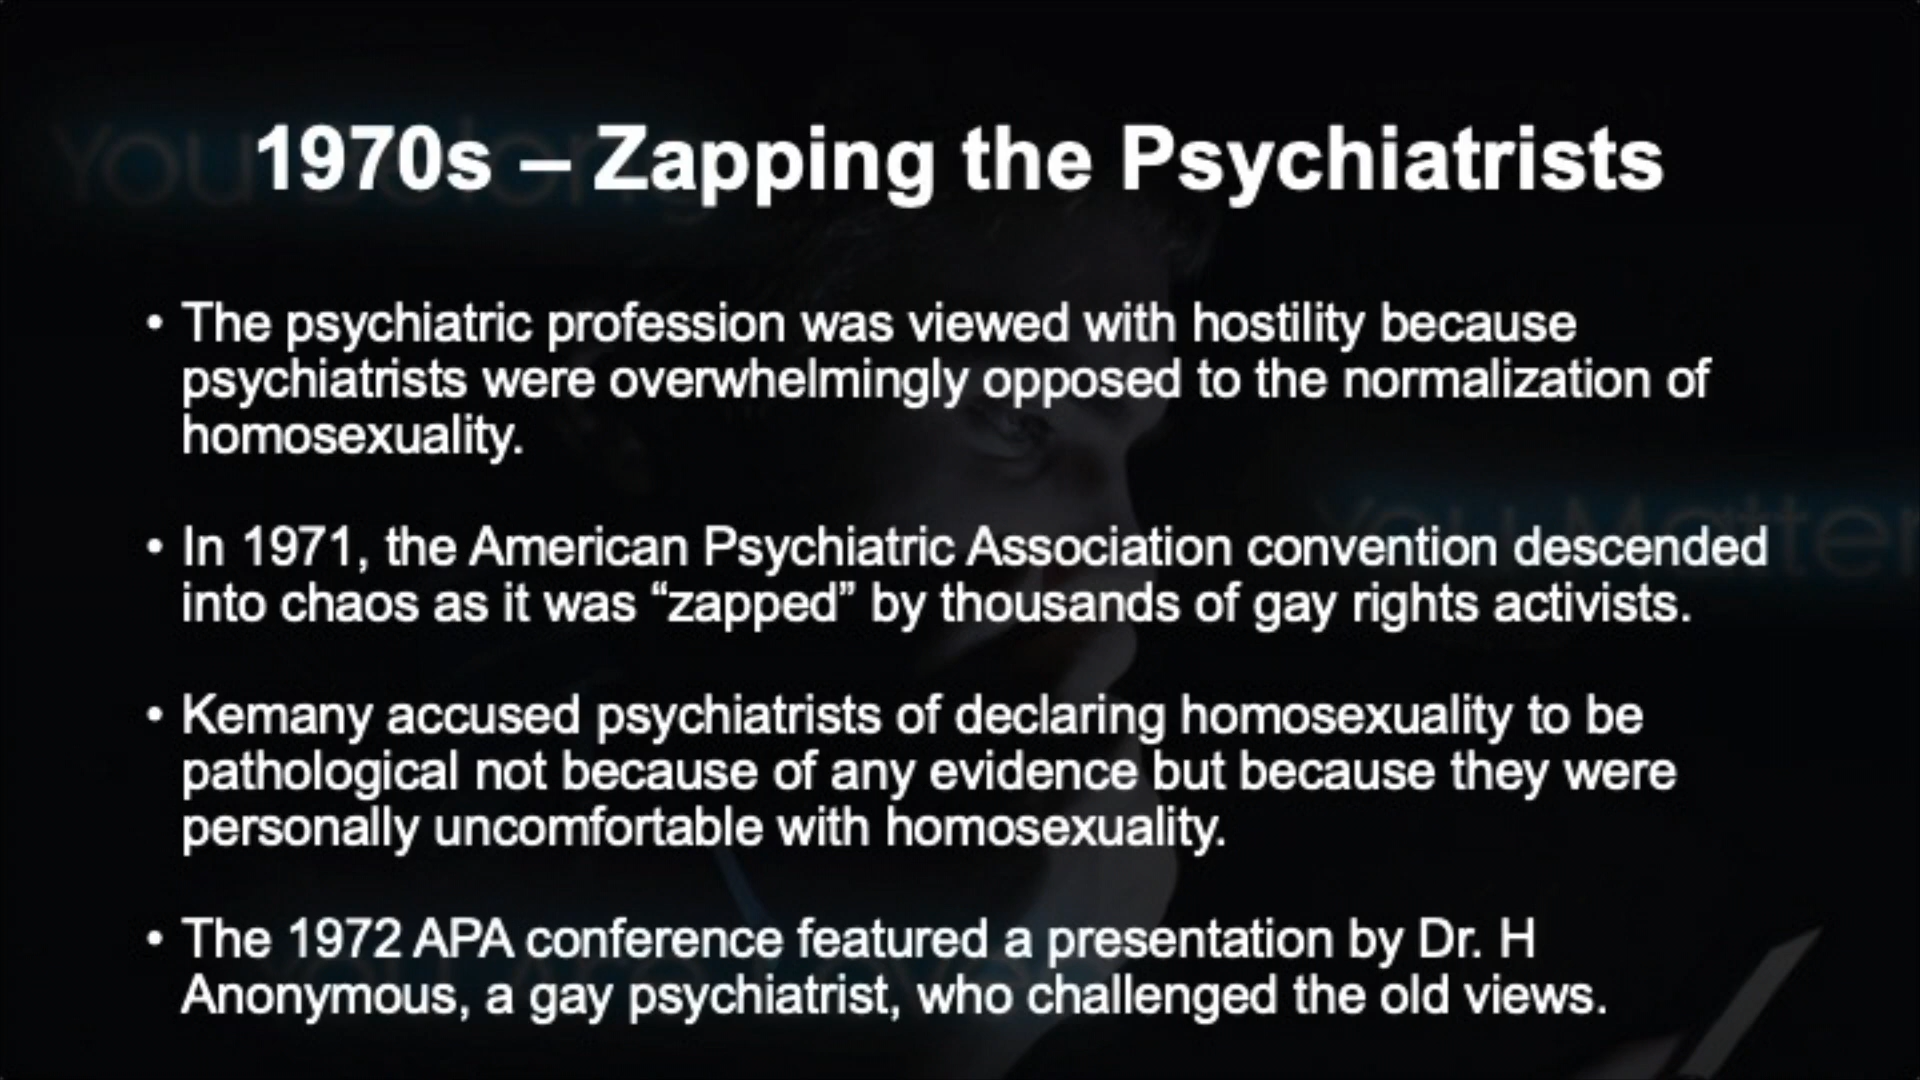 1970s – Zapping the Psychiatrists
• The psychiatric profession was viewed with hostility because
psychiatrists were overwhelmingly opposed to the normalization of
homosexuality.
• In 1971, the American Psychiatric Association convention descended
into chaos as it was “zapped” by thousands of gay rights activists.
• Kemany accused psychiatrists of declaring homosexuality to be
pathological not because of any evidence but because they were
personally uncomfortable with homosexuality.
• The 1972 APA conference featured a presentation by Dr. H
Anonymous, a gay psychiatrist, who challenged the old views.
You Belong
You Matter